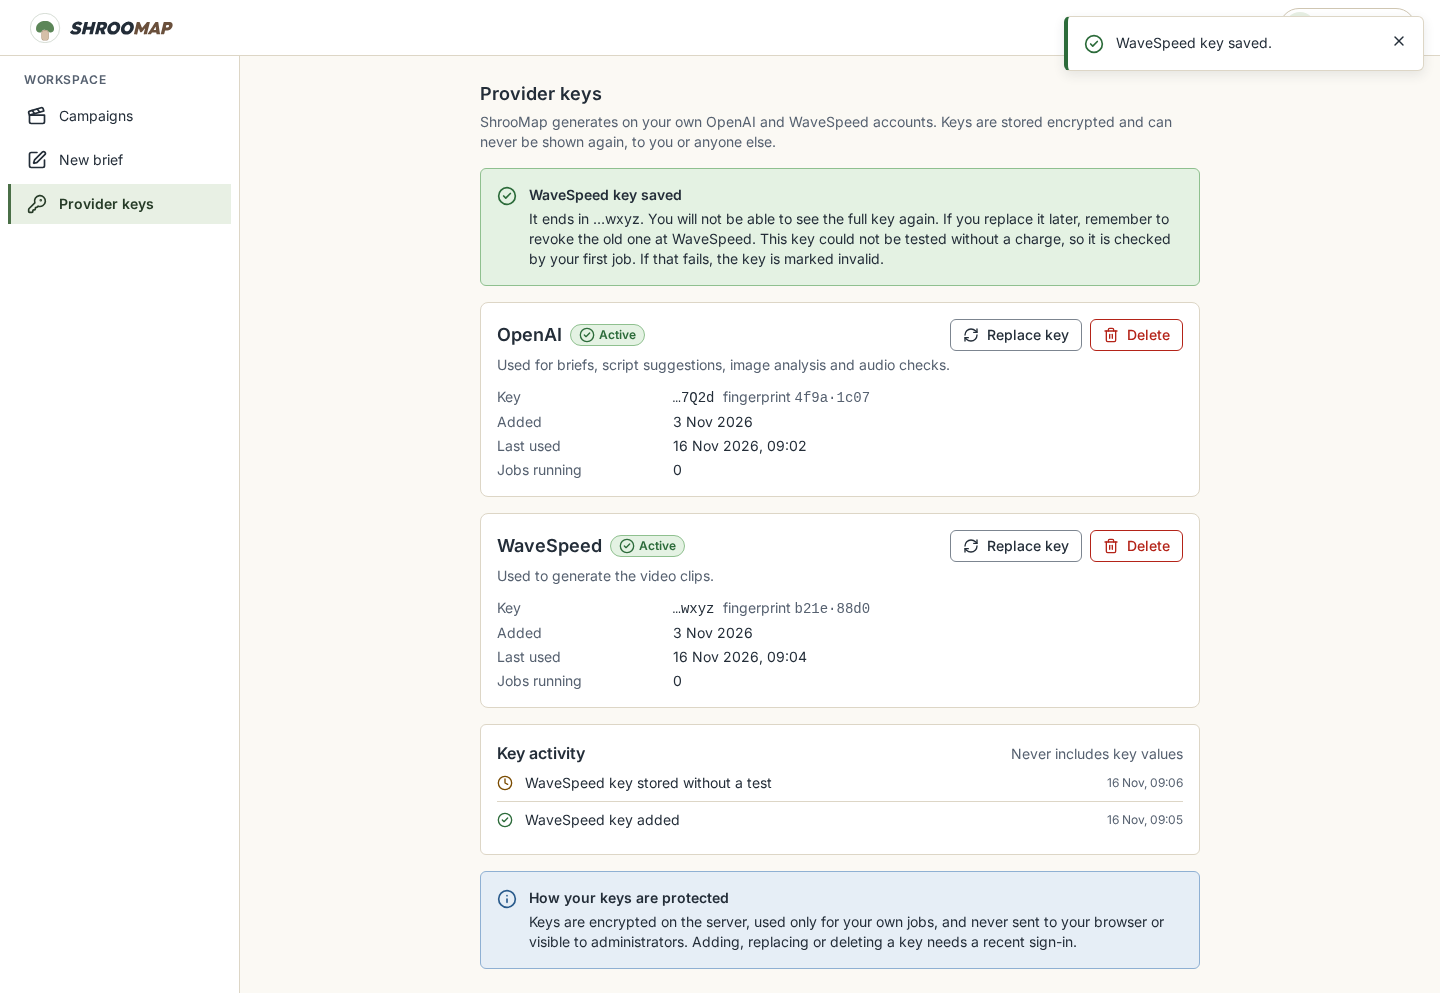 SHROOMAP
WaveSpeed key saved.
WORKSPACE
Campaigns
New brief
Provider keys
Provider keys
ShrooMap generates on your own OpenAI and WaveSpeed accounts. Keys are stored encrypted and can
never be shown again, to you or anyone else.
WaveSpeed key saved
It ends in …wxyz. You will not be able to see the full key again. If you replace it later, remember to
revoke the old one at WaveSpeed. This key could not be tested without a charge, so it is checked
by your first job. If that fails, the key is marked invalid.
OpenAI Active Replace key Delete
Used for briefs, script suggestions, image analysis and audio checks.
Key …7Q2d fingerprint 4f9a·1c07
Added 3 Nov 2026
Last used 16 Nov 2026, 09:02
Jobs running 0
WaveSpeed Active Replace key Delete
Used to generate the video clips.
Key …wxyz fingerprint b21e·88d0
Added 3 Nov 2026
Last used 16 Nov 2026, 09:04
Jobs running 0
Key activity Never includes key values
WaveSpeed key stored without a test 16 Nov, 09:06
WaveSpeed key added 16 Nov, 09:05
How your keys are protected
Keys are encrypted on the server, used only for your own jobs, and never sent to your browser or
visible to administrators. Adding, replacing or deleting a key needs a recent sign-in.